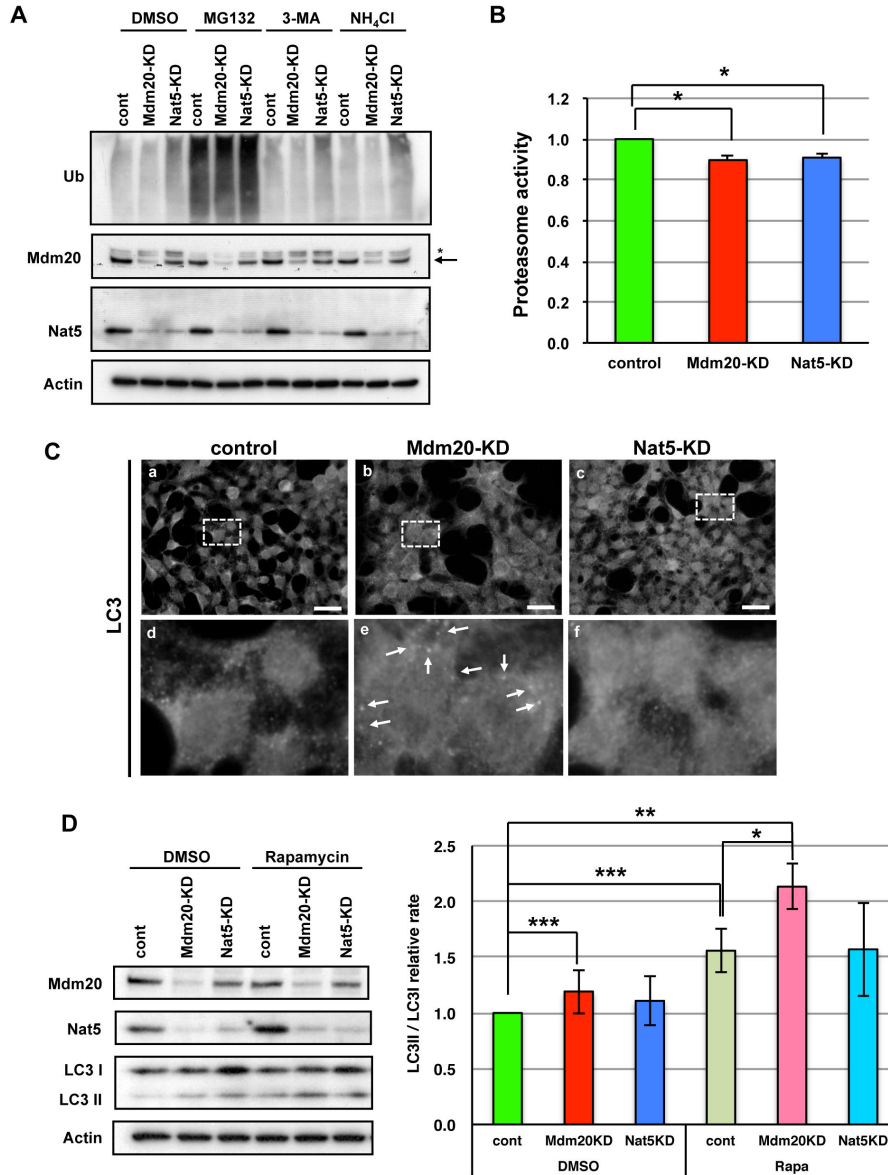 A
DMSO MG132 3-MA NH4Cl
cont Mdm20-KD Nat5-KD cont Mdm20-KD Nat5-KD cont Mdm20-KD Nat5-KD cont Mdm20-KD Nat5-KD
Ub
Mdm20
*
Nat5
Actin
B
* *
Proteasome activity
1.2
1.0
0.8
0.6
0.4
0.2
0.0
control Mdm20-KD Nat5-KD
C
control Mdm20-KD Nat5-KD
LC3
a b c
d e f
D
DMSO Rapamycin
cont Mdm20-KD Nat5-KD cont Mdm20-KD Nat5-KD
Mdm20
Nat5
LC3 I
LC3 II
Actin
LC3II / LC3I relative rate
2.5
2.0
1.5
1.0
0.5
0.0
**
*
***
***
cont Mdm20KD Nat5KD cont Mdm20KD Nat5KD
DMSO Rapa